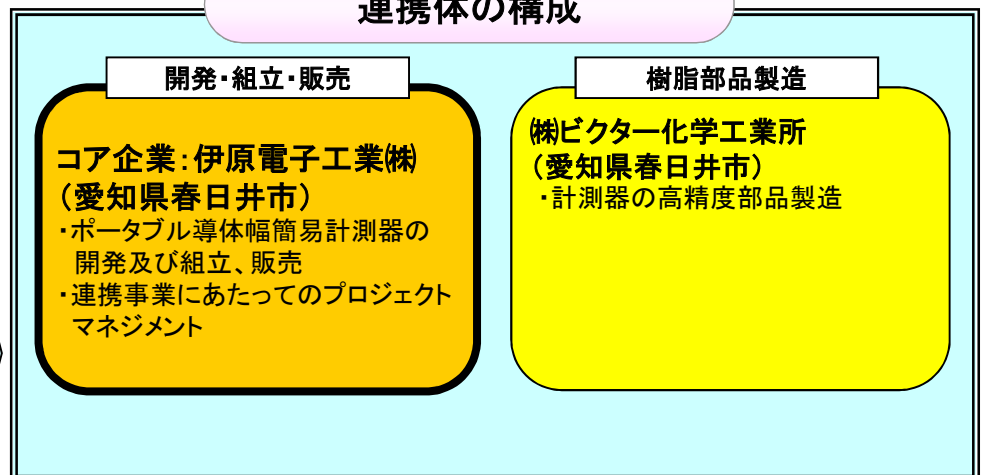 連携体の構成
開発・組立・販売
コア企業：伊原電子工業㈱
（愛知県春日井市）
・ポータブル導体幅簡易計測器の
開発及び組立、販売
・連携事業にあたってのプロジェクト
マネジメント
樹脂部品製造
㈱ビクター化学工業所
（愛知県春日井市）
・計測器の高精度部品製造